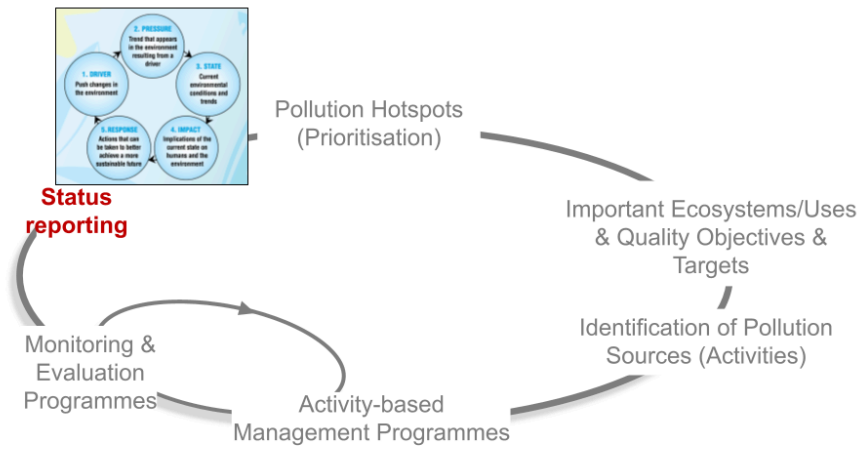 2. PRESSURE
Trend that appears
in the environment
resulting from a
driver
1. DRIVER
Push changes in
the environment
3. STATE
Current
environmental
conditions and
trends
5. RESPONSE
Actions that can
be taken to better
achieve a more
sustainable future
4. IMPACT
Implications of the
current state on
humans and the
environment
Pollution Hotspots
(Prioritisation)
Status
reporting
Important Ecosystems/Uses
& Quality Objectives &
Targets
Identification of Pollution
Sources (Activities)
Monitoring &
Evaluation
Programmes
Activity-based
Management Programmes